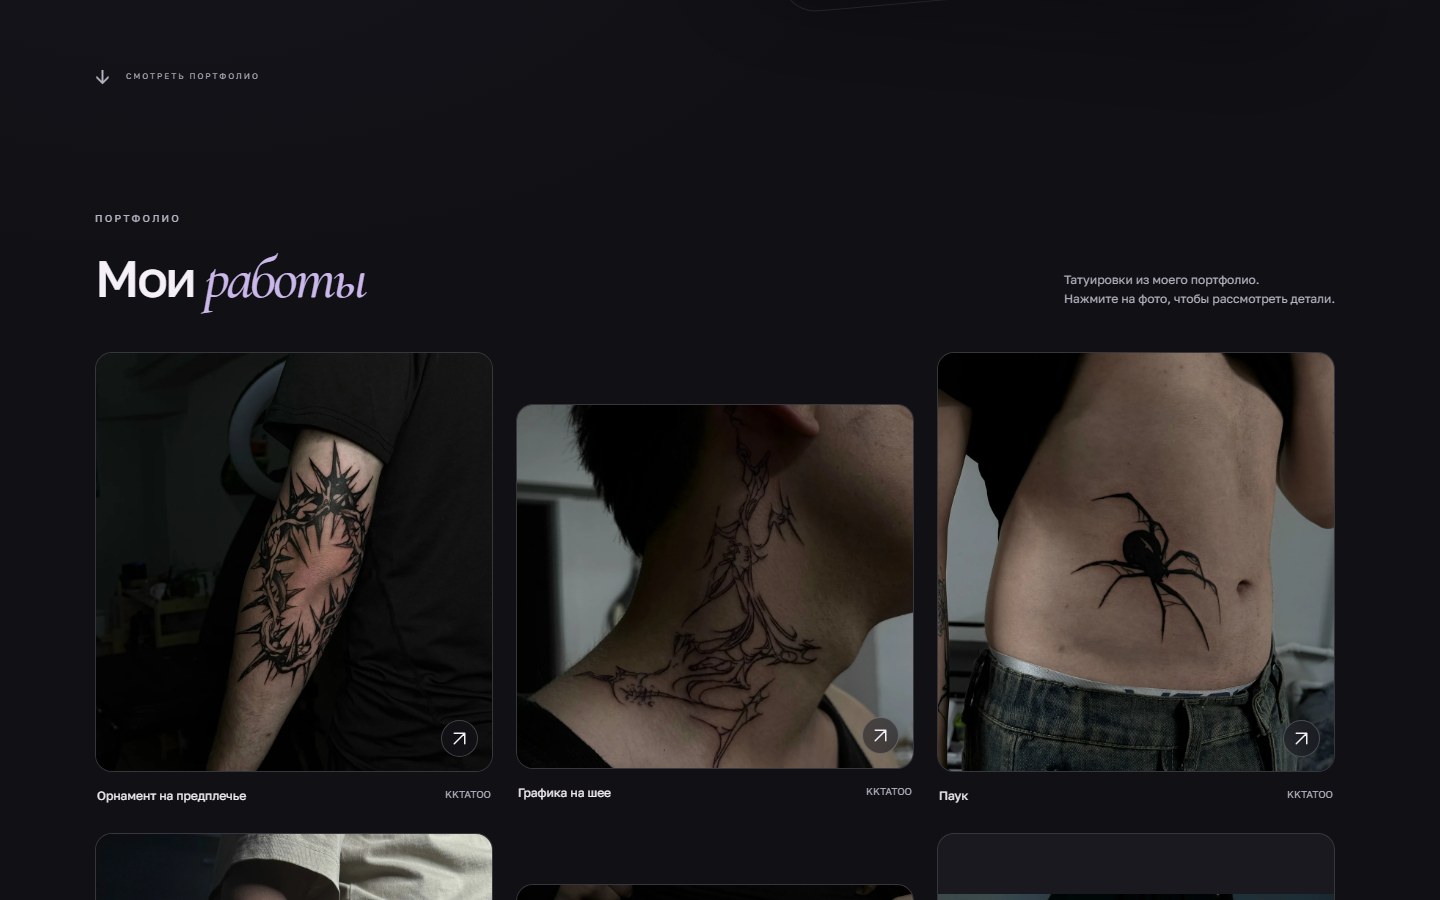 СМОТРЕТЬ ПОРТФОЛИО
ПОРТФОЛИО
Мои работы
Татуировки из моего портфолио.
Нажмите на фото, чтобы рассмотреть детали.
Орнамент на предплечье
KKTATOO
Графика на шее
KKTATOO
Паук
KKTATOO